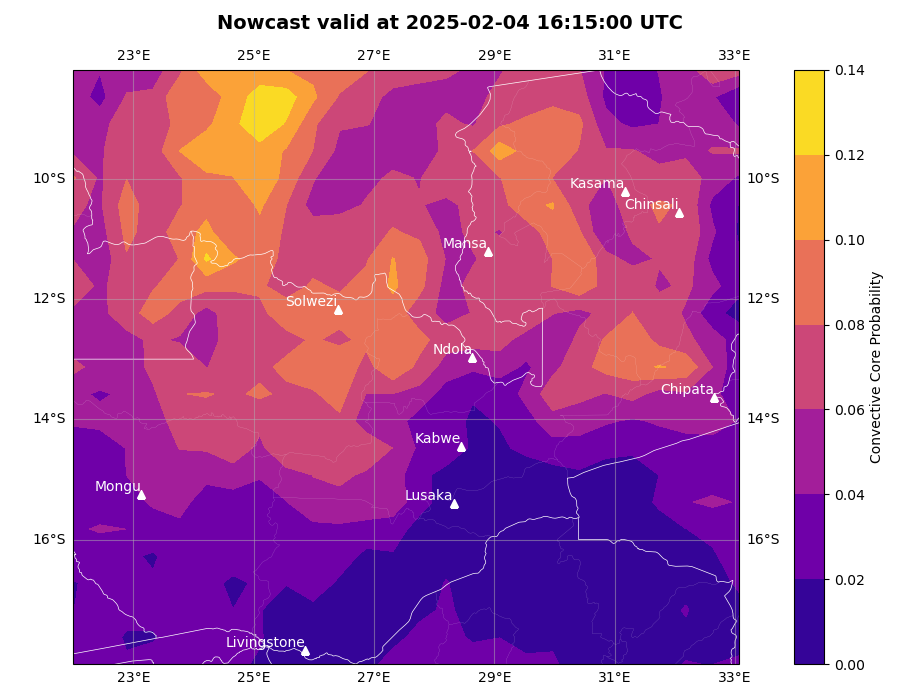 Nowcast valid at 2025-02-04 16:15:00 UTC
23°E 25°E 27°E 29°E 31°E 33°E
0.14
0.12
10°S Kasama 10°S
Chinsali
0.10
Mansa
12°S Solwezi 12°S
0.08
Ndola
Chipata
0.06
14°S 14°S
Kabwe
Mongu Lusaka
0.04
16°S 16°S
0.02
Livingstone
0.00
23°E 25°E 27°E 29°E 31°E 33°E
Convective Core Probability